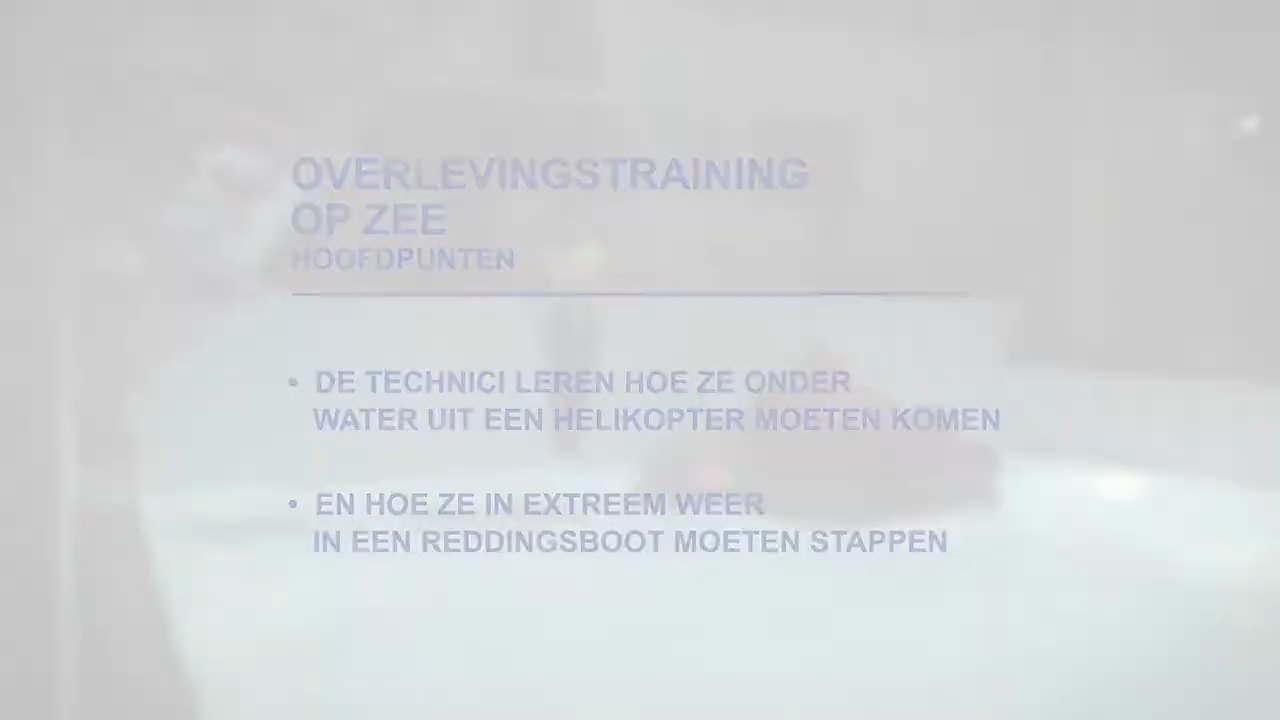 OVERLEVINGSTRAINING
OP ZEE
HOOFDPUNTEN
• DE TECHNICI LEREN HOE ZE ONDER
WATER UIT EEN HELIKOPTER MOETEN KOMEN
• EN HOE ZE IN EXTREEM WEER
IN EEN REDDINGSBOOT MOETEN STAPPEN